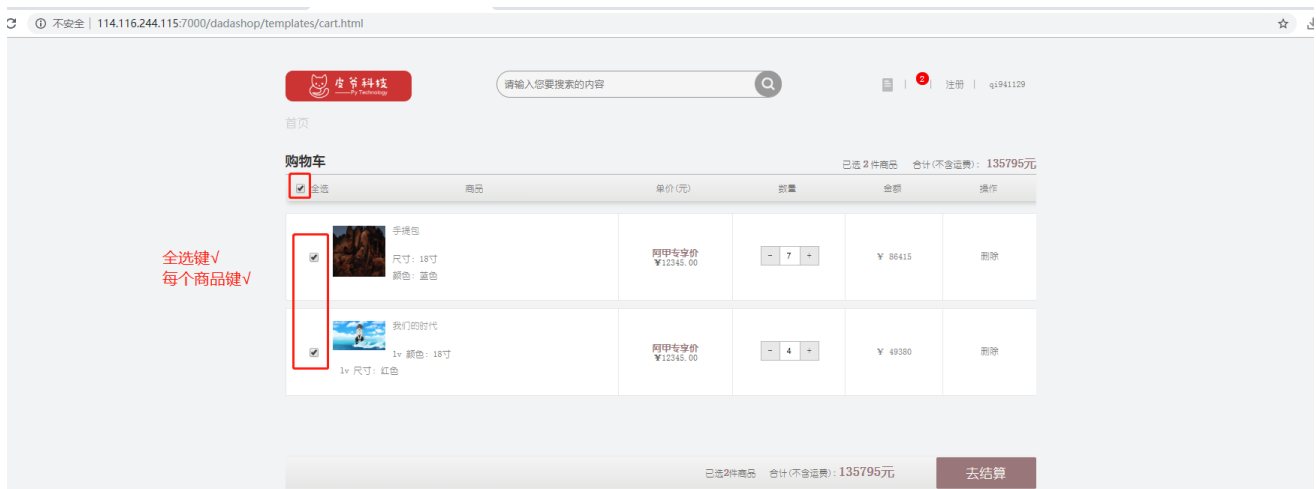 不安全 | 114.116.244.115:7000/dadashop/templates/cart.html
皮爷科技
Py Technology
请输入您要搜索的内容
2
注册
qi941129
首页
购物车
已选 2 件商品 合计(不含运费): 135795元
全选 商品 单价(元) 数量 金额 操作
手提包
尺寸: 18寸
颜色: 蓝色
阿甲专享价
¥12345.00
- 7 +
¥ 86415
删除
全选键√
每个商品键√
我们的时代
lv 颜色: 18寸
lv 尺寸: 红色
阿甲专享价
¥12345.00
- 4 +
¥ 49380
删除
已选2件商品 合计(不含运费): 135795元
去结算